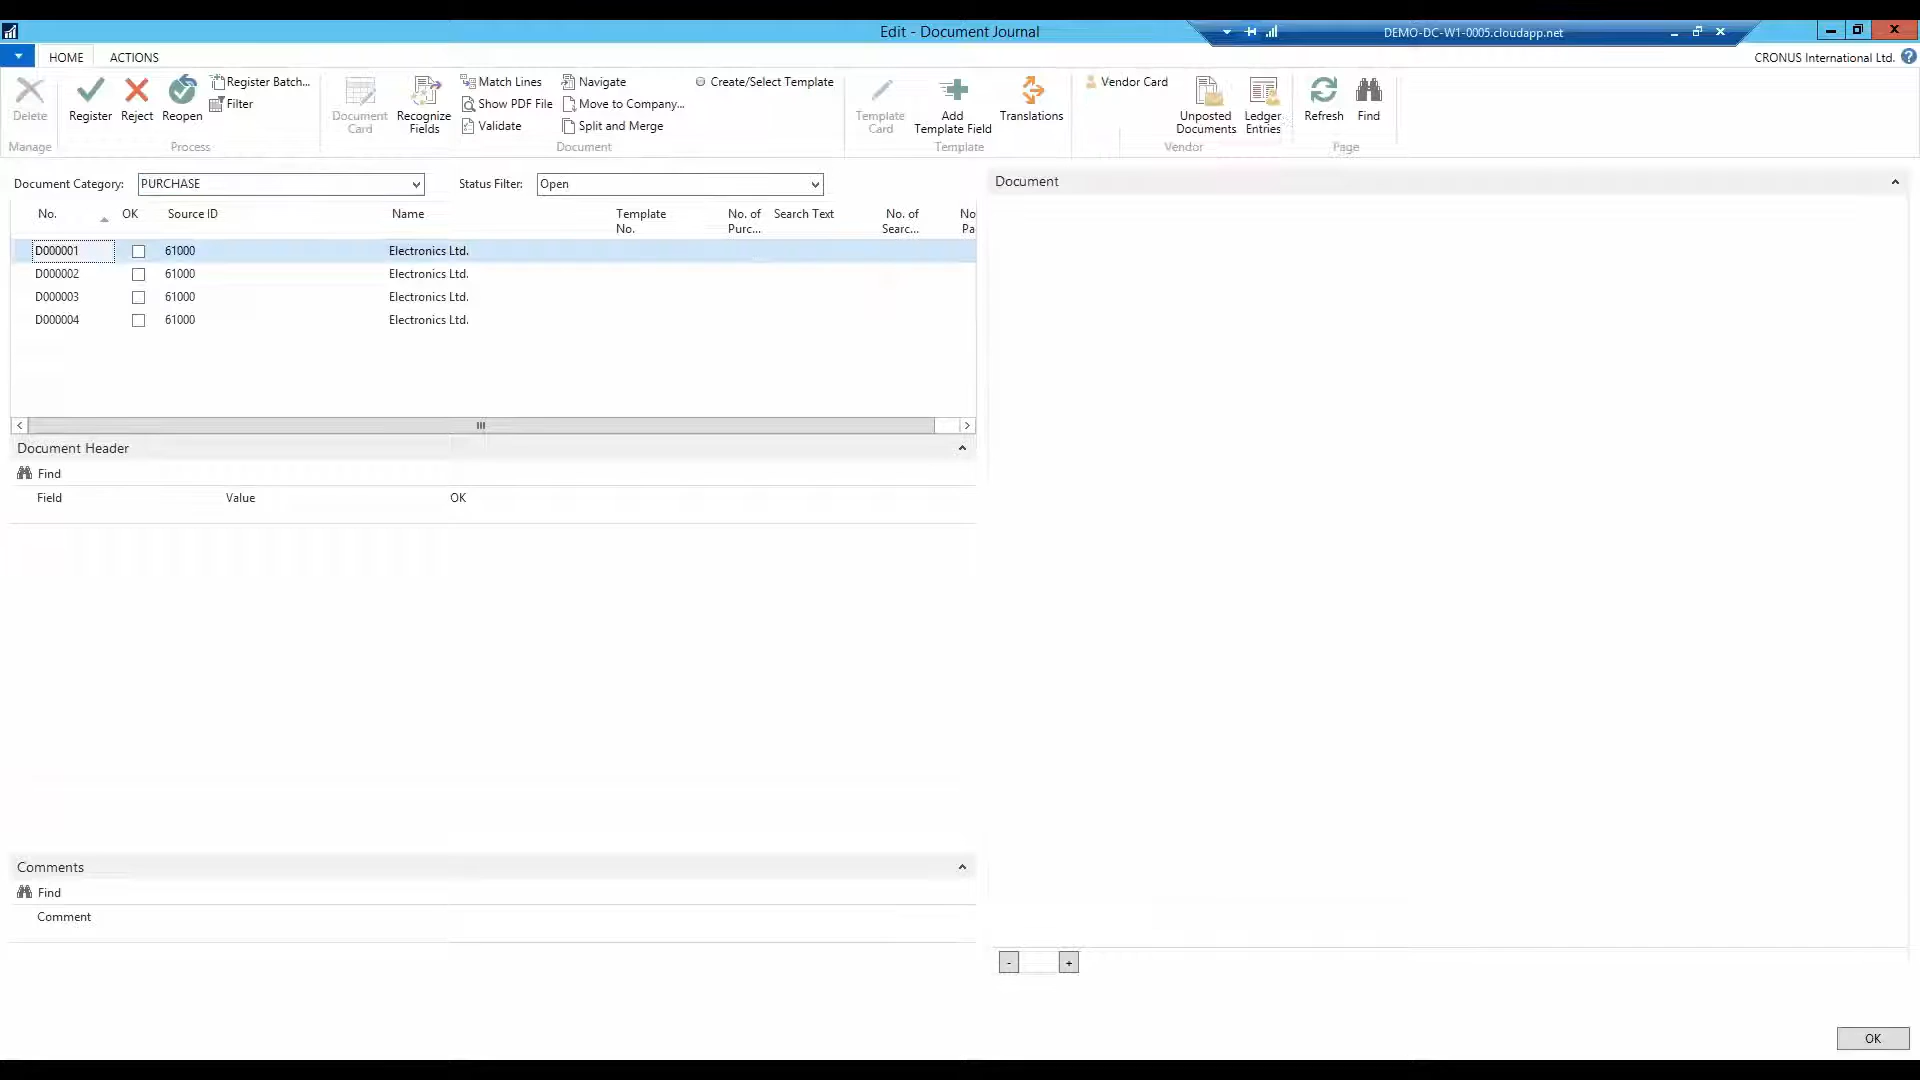 Edit - Document Journal
DEMO-DC-W1-0005.cloudapp.net
HOME ACTIONS
CRONUS International Ltd.
Delete
Manage
Register
Reject
Reopen
Register Batch...
Filter
Process
Document
Card
Recognize
Fields
Match Lines
Show PDF File
Validate
Navigate
Move to Company...
Split and Merge
Create/Select Template
Document
Template
Card
Add
Template Field
Translations
Template
Vendor Card
Unposted
Documents
Ledger
Entries
Vendor
Refresh
Find
Page
Document Category: PURCHASE Status Filter: Open
Document
No. OK Source ID Name Template No. No. of Purc... Search Text No. of Searc... No Pa
D000001 61000 Electronics Ltd.
D000002 61000 Electronics Ltd.
D000003 61000 Electronics Ltd.
D000004 61000 Electronics Ltd.
Document Header
Find
Field Value OK
Comments
Find
Comment
- +
OK